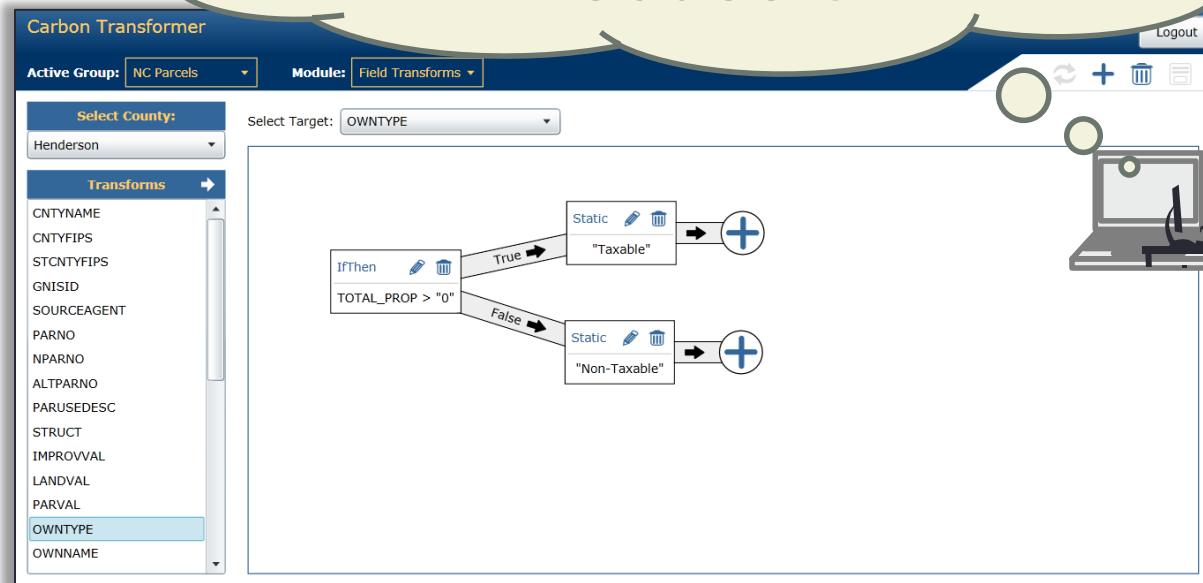 Carbon Transformer
Logout
Active Group: NC Parcels Module: Field Transforms
Select County:
Henderson
Select Target: OWNTYPE
Transforms
CNTYNAME
CNTYFIPS
STCNTYFIPS
GNISID
SOURCEAGENT
PARNO
NPARNO
ALTPARNO
PARUSEDESC
STRUCT
IMPROVVAL
LANDVAL
PARVAL
OWNTYPE
OWNNAME
IfThen
TOTAL_PROP > "0"
True
Static
"Taxable"
False
Static
"Non-Taxable"